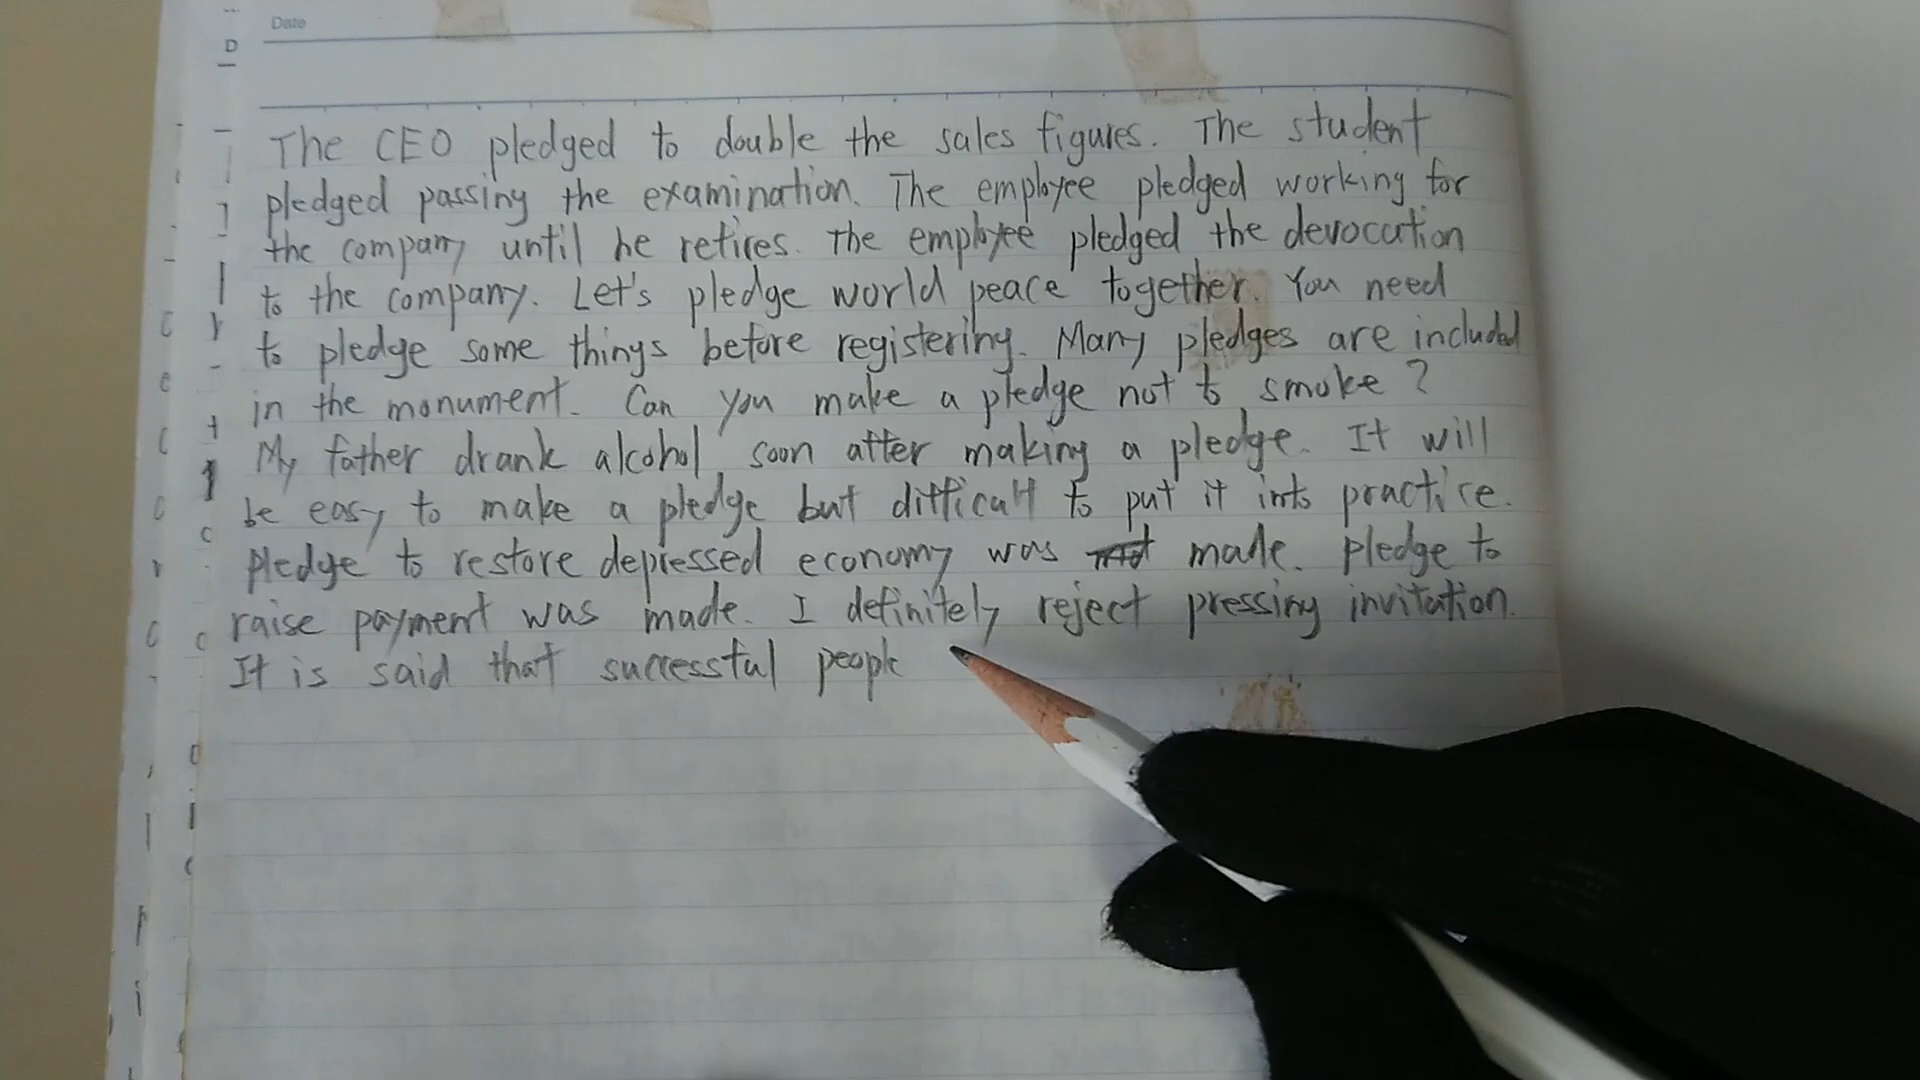 Date
The CEO pledged to double the sales figures. The student
pledged passing the examination. The employee pledged working for
the company until he retires. The employee pledged the devocation
to the company. Let's pledge world peace together. You need
to pledge some things before registering. Many pledges are included
in the monument. Can you make a pledge not to smoke?
My father drank alcohol soon after making a pledge. It will
be easy to make a pledge but difficult to put it into practice.
Pledge to restore depressed economy was made. Pledge to
raise payment was made. I definitely reject pressing invitation.
It is said that successful people